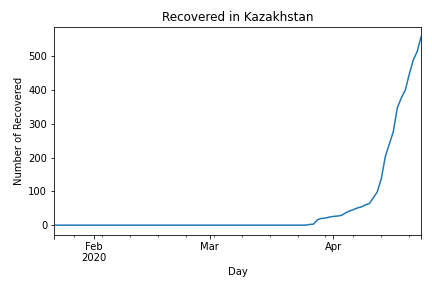 Recovered in Kazakhstan
Number of Recovered
500
400
300
200
100
0
Feb
2020
Mar
Apr
Day